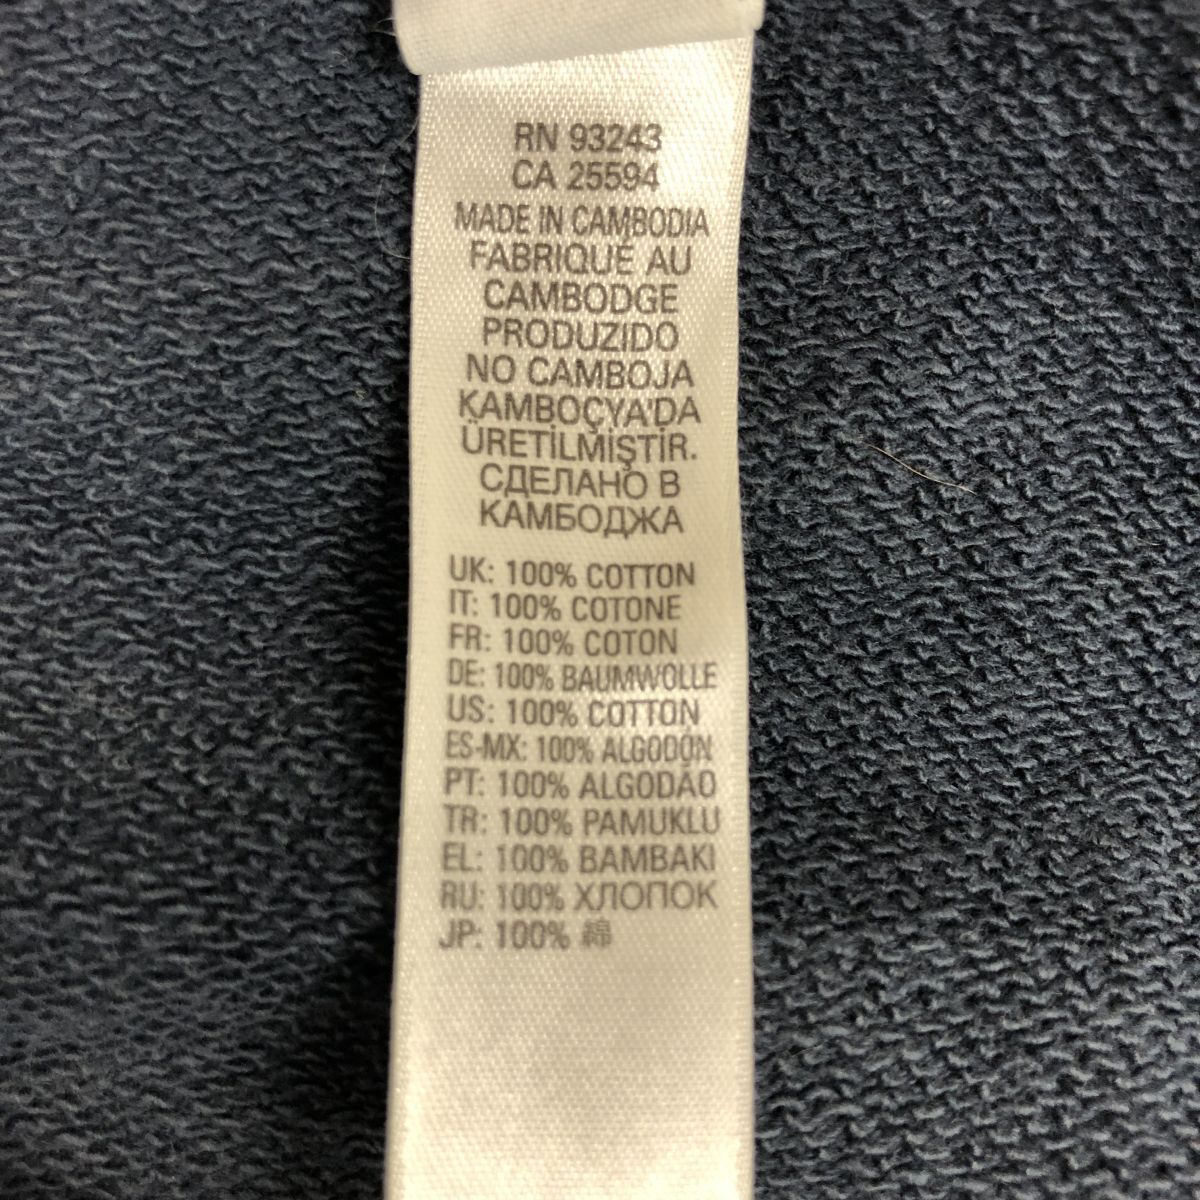 RN 93243
CA 25594
MADE IN CAMBODIA
FABRIQUE AU
CAMBODGE
PRODUZIDO
NO CAMBOJA
KAMBOÇYA'DA
ÜRETİLMİŞTİR.
СДЕЛАНО В
КАМБОДЖА
UK: 100% COTTON
IT: 100% COTONE
FR: 100% COTON
DE: 100% BAUMWOLLE
US: 100% COTTON
ES-MX: 100% ALGODÓN
PT: 100% ALGODÃO
TR: 100% PAMUKLU
EL: 100% ΒΑΜΒΑΚΙ
RU: 100% ХЛОПОК
JP: 100% 綿